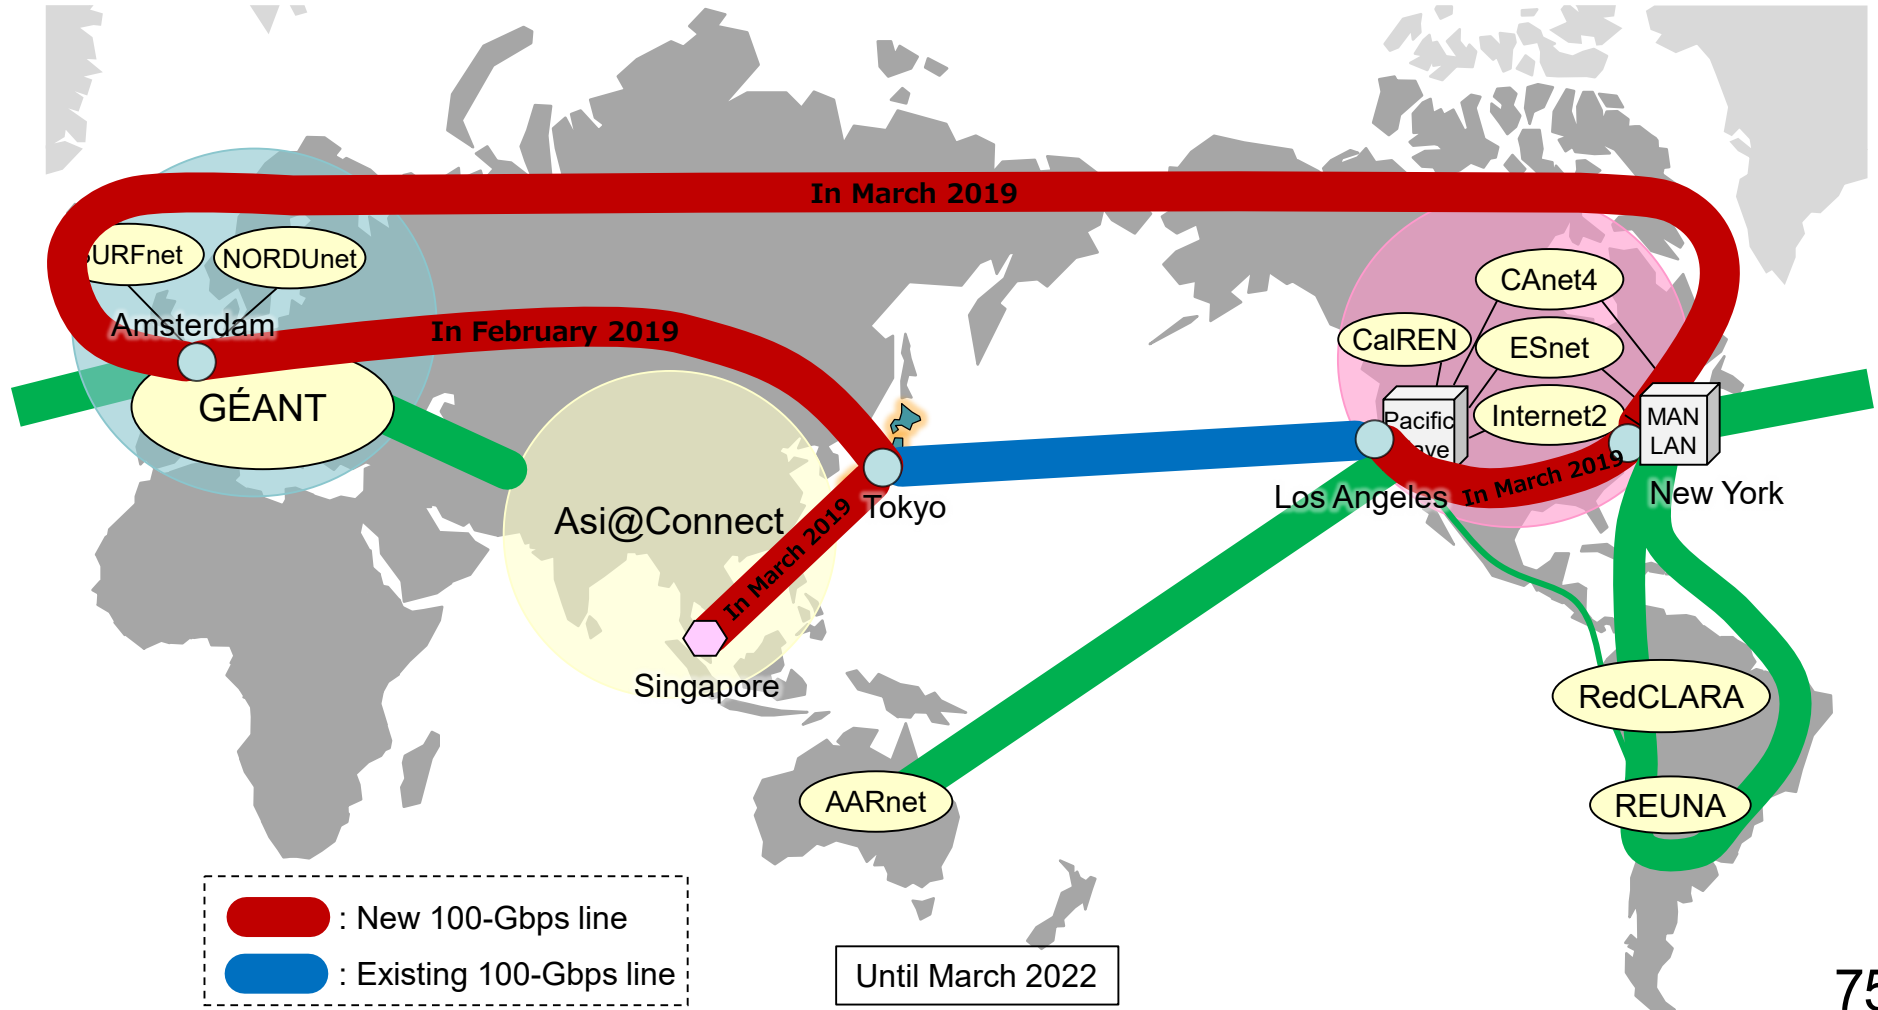 In March 2019
SURFnet
NORDUnet
CAnet4
Amsterdam
In February 2019
CalREN
ESnet
GÉANT
Pacific
Internet2
MAN
LAN
In March 2019
New York
Los Angeles
Tokyo
Asi@Connect
In March 2019
Singapore
RedCLARA
AARnet
REUNA
: New 100-Gbps line
: Existing 100-Gbps line
Until March 2022
75